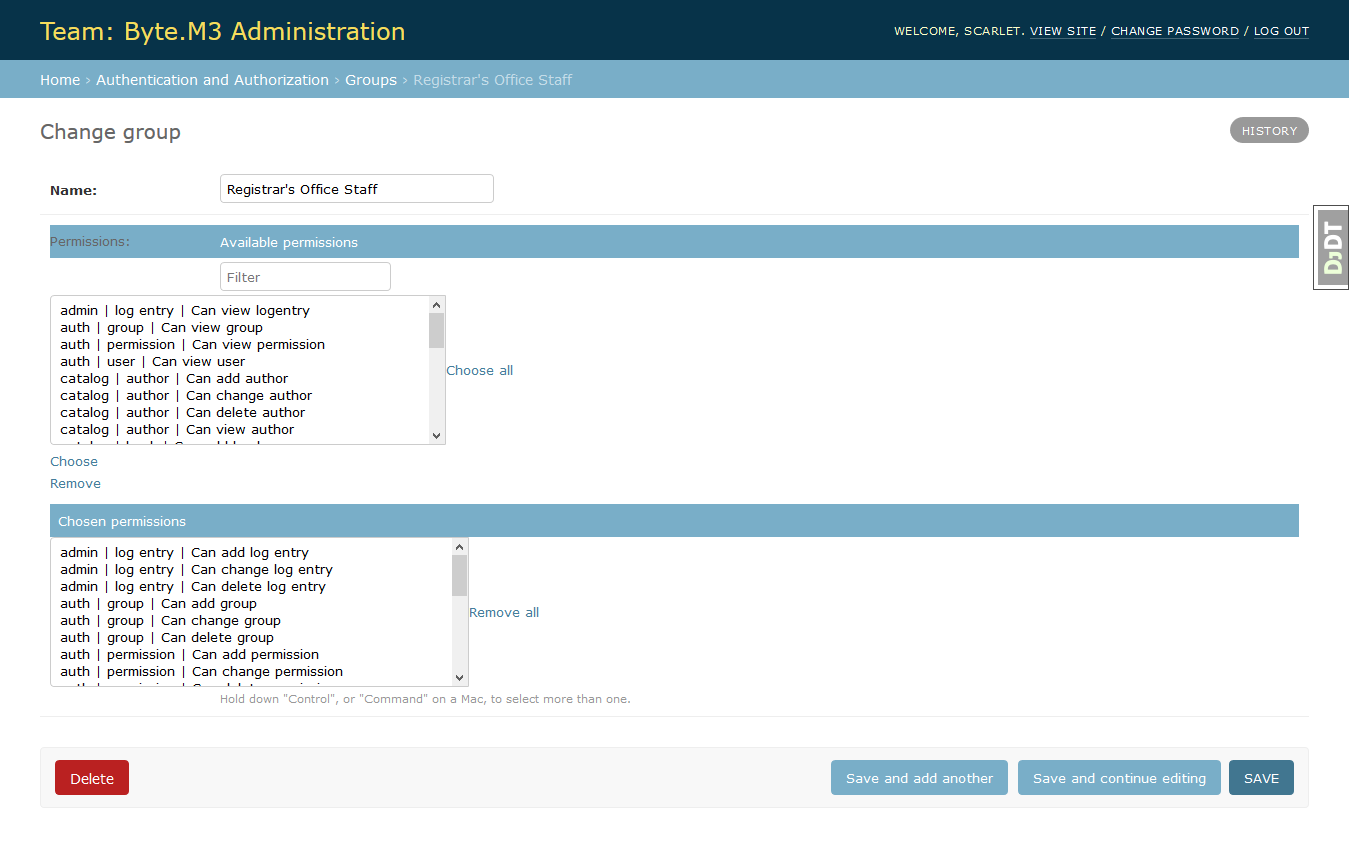 Team: Byte.M3 Administration
WELCOME, SCARLET. VIEW SITE / CHANGE PASSWORD / LOG OUT
Home › Authentication and Authorization › Groups › Registrar's Office Staff
Change group
HISTORY
Name:
Registrar's Office Staff
DJDT
Permissions:
Available permissions
Filter
admin | log entry | Can view logentry
auth | group | Can view group
auth | permission | Can view permission
auth | user | Can view user
catalog | author | Can add author
catalog | author | Can change author
catalog | author | Can delete author
catalog | author | Can view author
Choose all
Choose
Remove
Chosen permissions
admin | log entry | Can add log entry
admin | log entry | Can change log entry
admin | log entry | Can delete log entry
auth | group | Can add group
auth | group | Can change group
auth | group | Can delete group
auth | permission | Can add permission
auth | permission | Can change permission
Remove all
Hold down "Control", or "Command" on a Mac, to select more than one.
Delete
Save and add another
Save and continue editing
SAVE